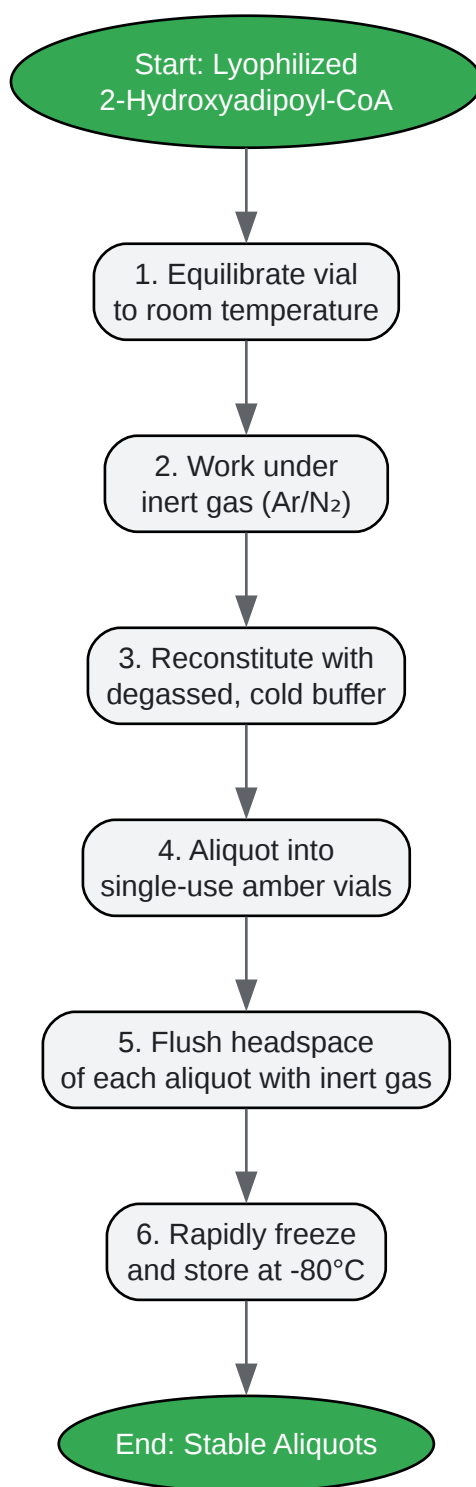 Start: Lyophilized
2-Hydroxyadipoyl-CoA
1. Equilibrate vial
to room temperature
2. Work under
inert gas (Ar/N₂)
3. Reconstitute with
degassed, cold buffer
4. Aliquot into
single-use amber vials
5. Flush headspace
of each aliquot with inert gas
6. Rapidly freeze
and store at -80°C
End: Stable Aliquots